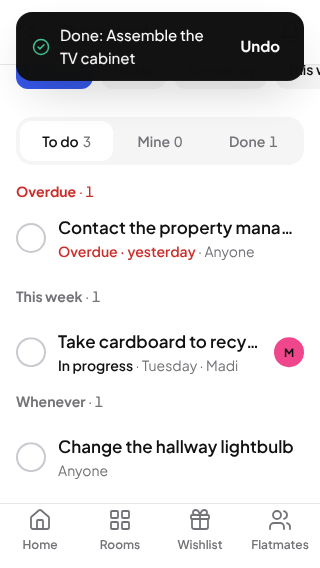 Done: Assemble the
TV cabinet
Undo
To do 3
Mine 0
Done 1
Overdue · 1
Contact the property mana…
Overdue · yesterday · Anyone
This week · 1
Take cardboard to recy…
In progress · Tuesday · Madi
M
Whenever · 1
Change the hallway lightbulb
Anyone
Home
Rooms
Wishlist
Flatmates